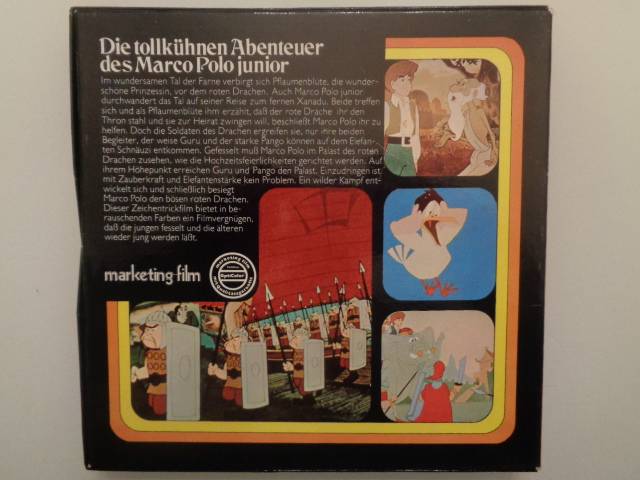 Die tollkühnen Abenteuer
des Marco Polo junior
Im wundersamen Tal der Farne verbirgt sich Pflaumenblüte, die wunder-
schöne Prinzessin, vor dem roten Drachen. Auch Marco Polo junior
durchwandert das Tal auf seiner Reise zum fernen Xanadu. Beide treffen
sich und als Pflaumenblüte ihm erzählt, daß der rote Drache ihr den
Thron stahl und sie zur Heirat zwingen will, beschließt Marco Polo ihr zu
helfen. Doch die Soldaten des Drachen ergreifen sie, nur ihre beiden
Begleiter, der weise Guru und der starke Pango können auf dem Elefan-
ten Schnäuzi entkommen. Gefesselt muß Marco Polo im Palast des roten
Drachen zusehen, wie die Hochzeitsfeierlichkeiten gerichtet werden. Auf
ihrem Höhepunkt erreichen Guru und Pango den Palast. Einzudringen ist
mit Zauberkraft und Elefantenstärke kein Problem. Ein wilder Kampf ent-
wickelt sich und schließlich besiegt
Marco Polo den bösen roten Drachen.
Dieser Zeichentrickfilm bietet in be-
rauschenden Farben ein Filmvergnügen,
daß die jungen fesselt und die älteren
wieder jung werden läßt.
marketing-film
marketing film
OptiColor